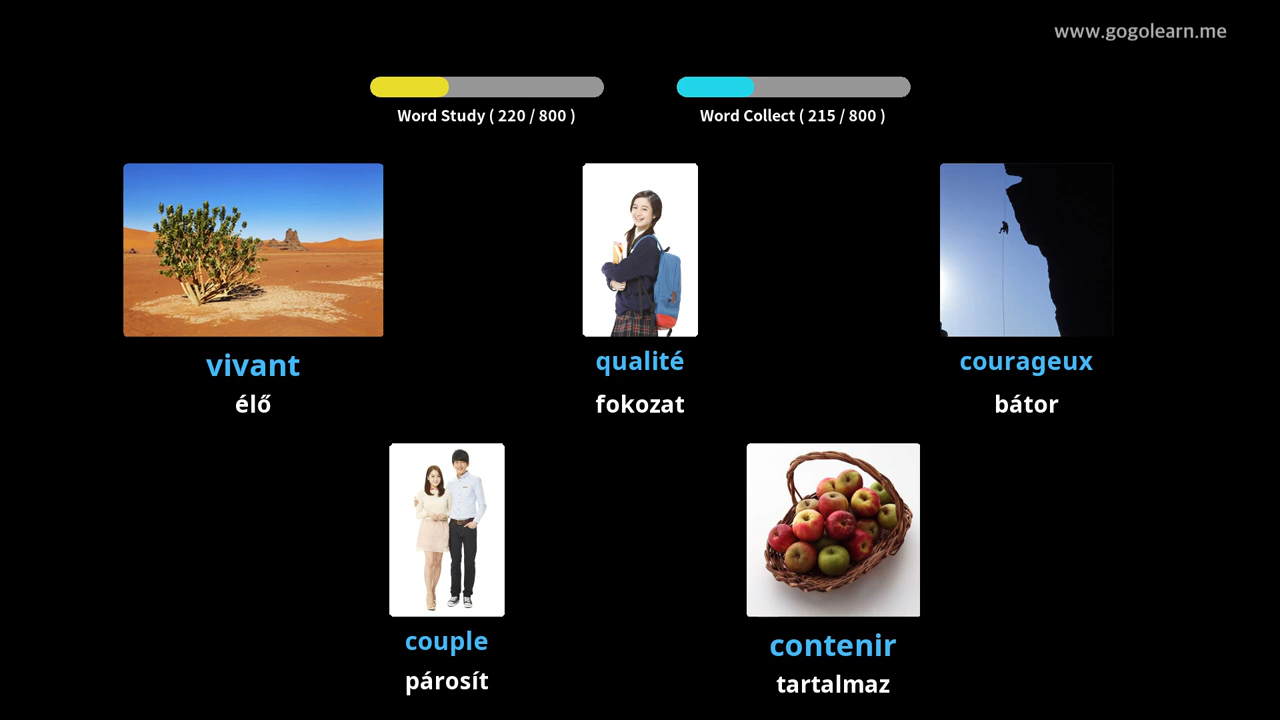 www.gogolearn.me
Word Study ( 220 / 800 )
Word Collect ( 215 / 800 )
vivant
élő
qualité
fokozat
courageux
bátor
couple
párosít
contenir
tartalmaz